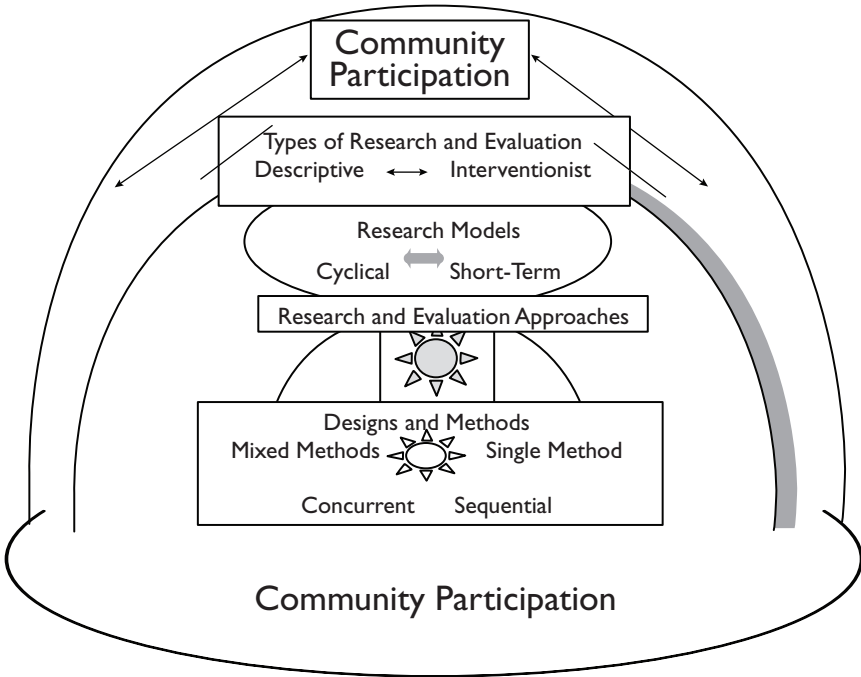 Community
Participation
Types of Research and Evaluation
Descriptive Interventionist
Research Models
Cyclical Short-Term
Research and Evaluation Approaches
Designs and Methods
Mixed Methods Single Method
Concurrent Sequential
Community Participation